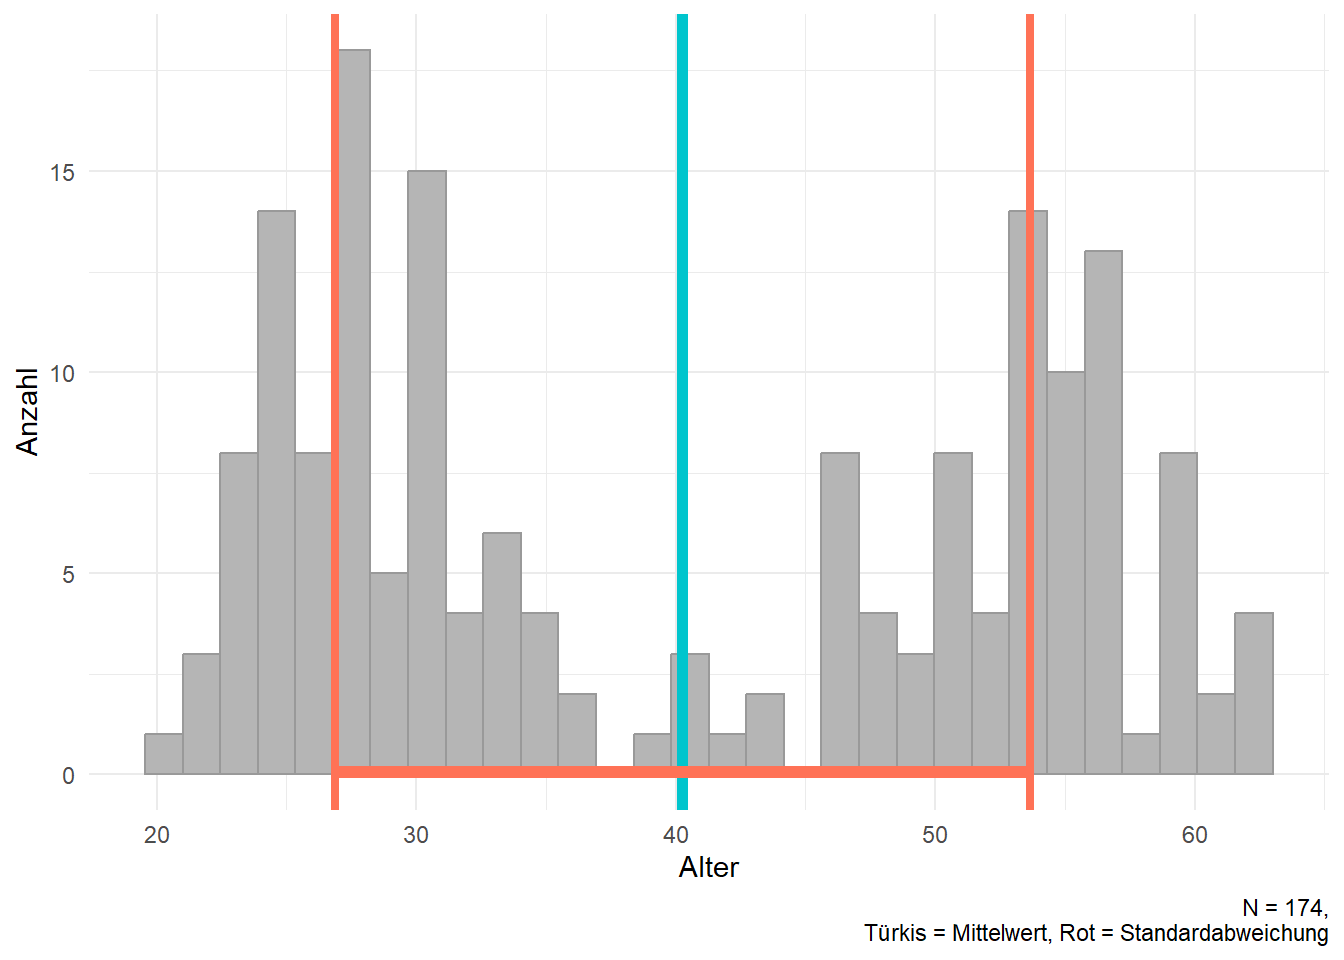 15
10
5
0
Anzahl
20 30 40 50 60
Alter
N = 174,
Türkis = Mittelwert, Rot = Standardabweichung